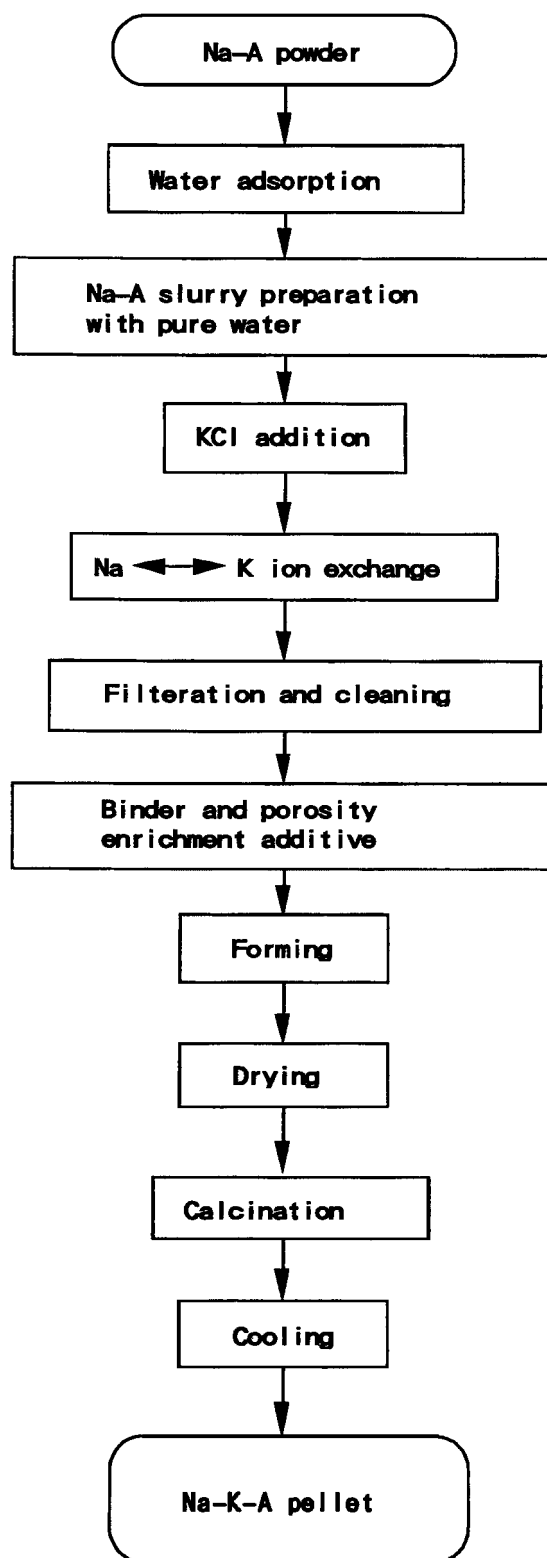 Na-A powder
Water adsorption
Na-A slurry preparation
with pure water
KCl addition
Na ↔ K ion exchange
Filteration and cleaning
Binder and porosity
enrichment additive
Forming
Drying
Calcination
Cooling
Na-K-A pellet